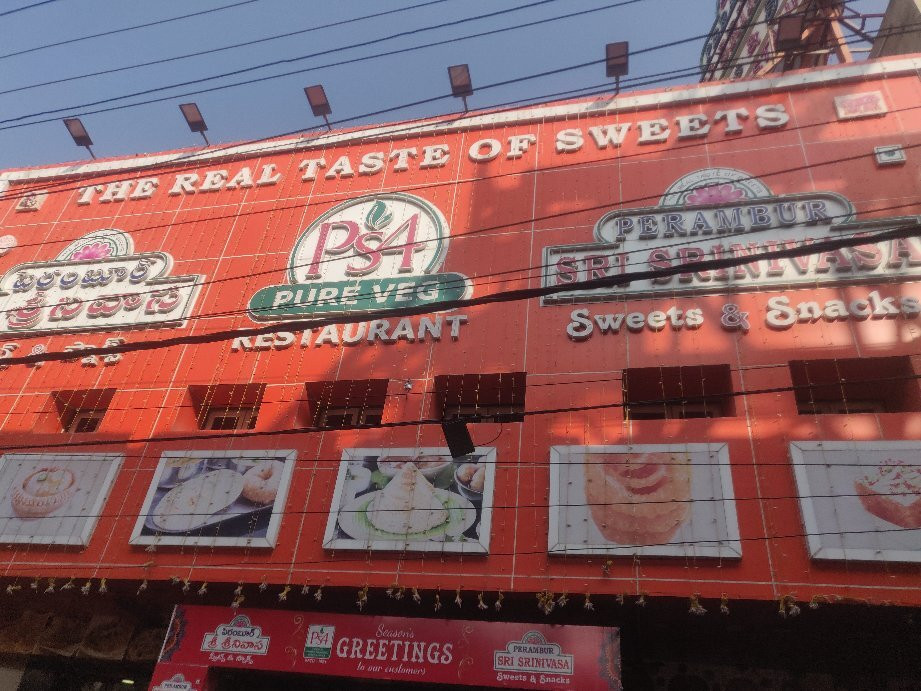 THE REAL TASTE OF SWEETS
పెరంబూర్
శ్రీ శ్రీనివాస
PS4
PURE VEG
RESTAURANT
PERAMBUR
SRI SRINIVASA
Sweets & Snacks
పెరంబూర్
శ్రీ శ్రీనివాస
స్వీట్స్ & స్నాక్స్
PS4
Season's
GREETINGS
to our customers
PERAMBUR
SRI SRINIVASA
Sweets & Snacks